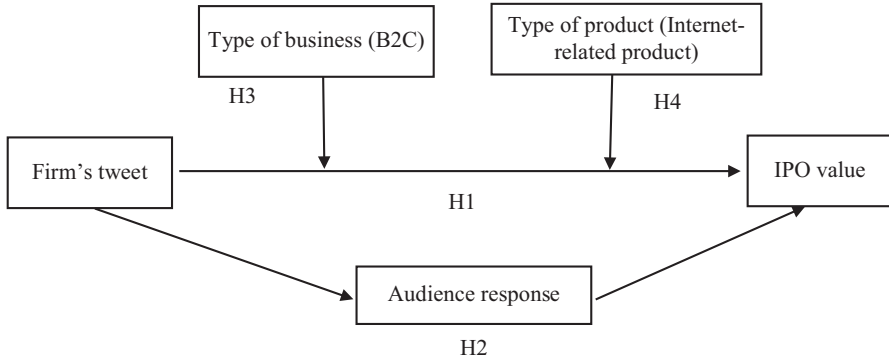 Type of business (B2C)
Type of product (Internet-
related product)
H3
H4
Firm’s tweet
IPO value
H1
Audience response
H2